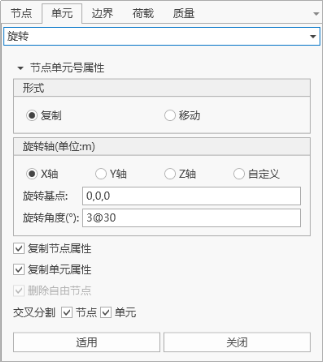 节点 单元 边界 荷载 质量
旋转
节点单元号属性
形式
复制 移动
旋转轴(单位:m)
X轴 Y轴 Z轴 自定义
旋转基点: 0,0,0
旋转角度(°): 3@30
复制节点属性
复制单元属性
删除自由节点
交叉分割 节点 单元
适用 关闭